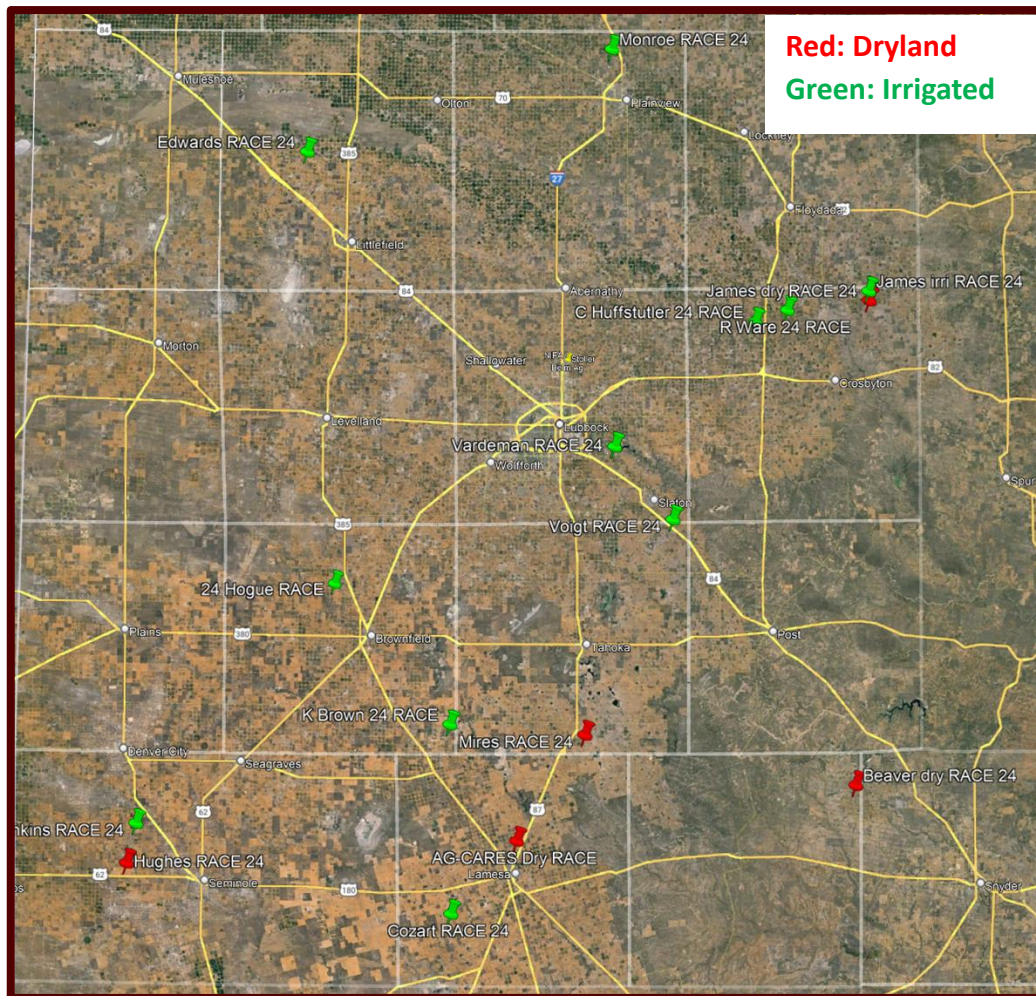 Red: Dryland
Green: Irrigated
84
Monroe RACE 24
Muleshoe
Olton
70
Plainview
Lockney
Edwards RACE 24
385
27
Floydada
Littlefield
James irri RACE 24
84
Abernathy
James dry RACE 24
C Huffstutler 24 RACE
R Ware 24 RACE
Morton
Shallowater
Stoller
82
Crosbyton
Levelland
Lubbock
Vardeman RACE 24
Wolfforth
Spur
Slaton
385
Voigt RACE 24
84
24 Hogue RACE
Plains
380
Brownfield
Tahoka
Post
K Brown 24 RACE
Mires RACE 24
Denver City
Seagraves
Beaver dry RACE 24
62
87
nkins RACE 24
AG-CARES Dry RACE
Hughes RACE 24
62
Seminole
180
Lamesa
Snyder
Cozart RACE 24